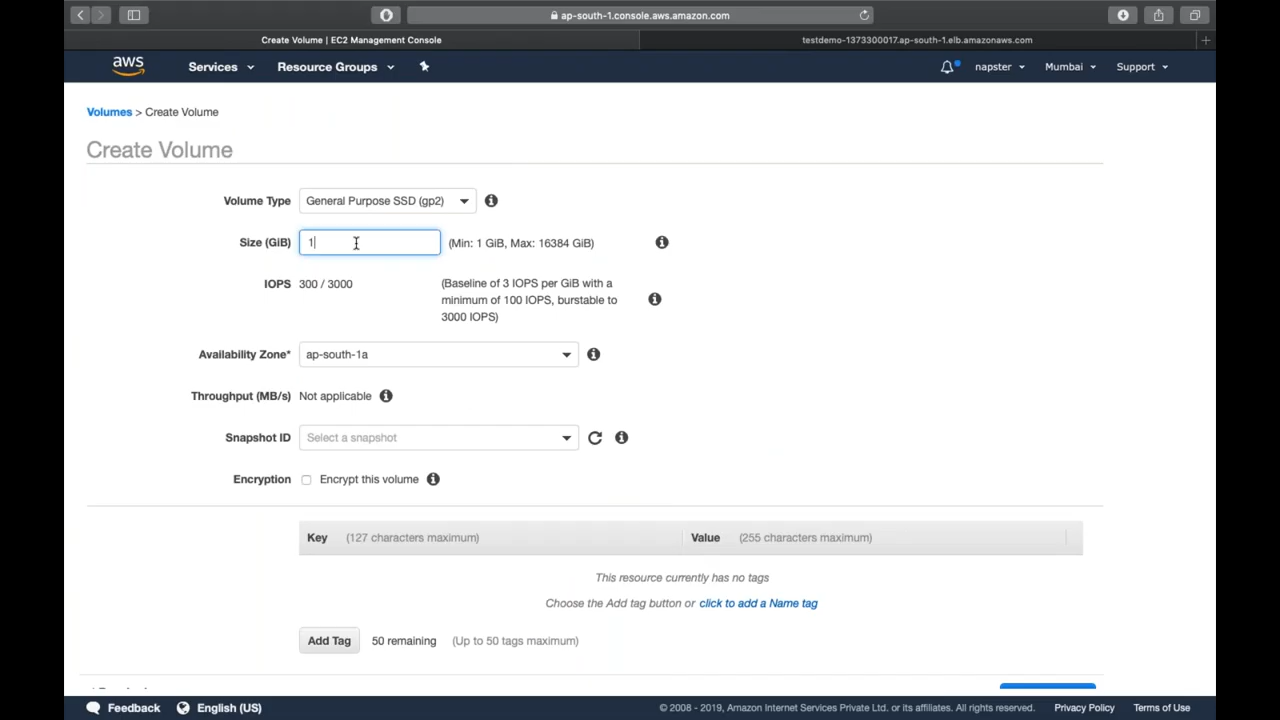 ap-south-1.console.aws.amazon.com
Create Volume | EC2 Management Console
testdemo-1373300017.ap-south-1.elb.amazonaws.com
aws
Services
Resource Groups
napster
Mumbai
Support
Volumes > Create Volume
Create Volume
Volume Type
General Purpose SSD (gp2)
Size (GiB)
1
(Min: 1 GiB, Max: 16384 GiB)
IOPS
300 / 3000
(Baseline of 3 IOPS per GiB with a
minimum of 100 IOPS, burstable to
3000 IOPS)
Availability Zone*
ap-south-1a
Throughput (MB/s)
Not applicable
Snapshot ID
Select a snapshot
Encryption
Encrypt this volume
Key
(127 characters maximum)
Value
(255 characters maximum)
This resource currently has no tags
Choose the Add tag button or click to add a Name tag
Add Tag
50 remaining
(Up to 50 tags maximum)
Feedback
English (US)
© 2008 - 2019, Amazon Internet Services Private Ltd. or its affiliates. All rights reserved.
Privacy Policy
Terms of Use